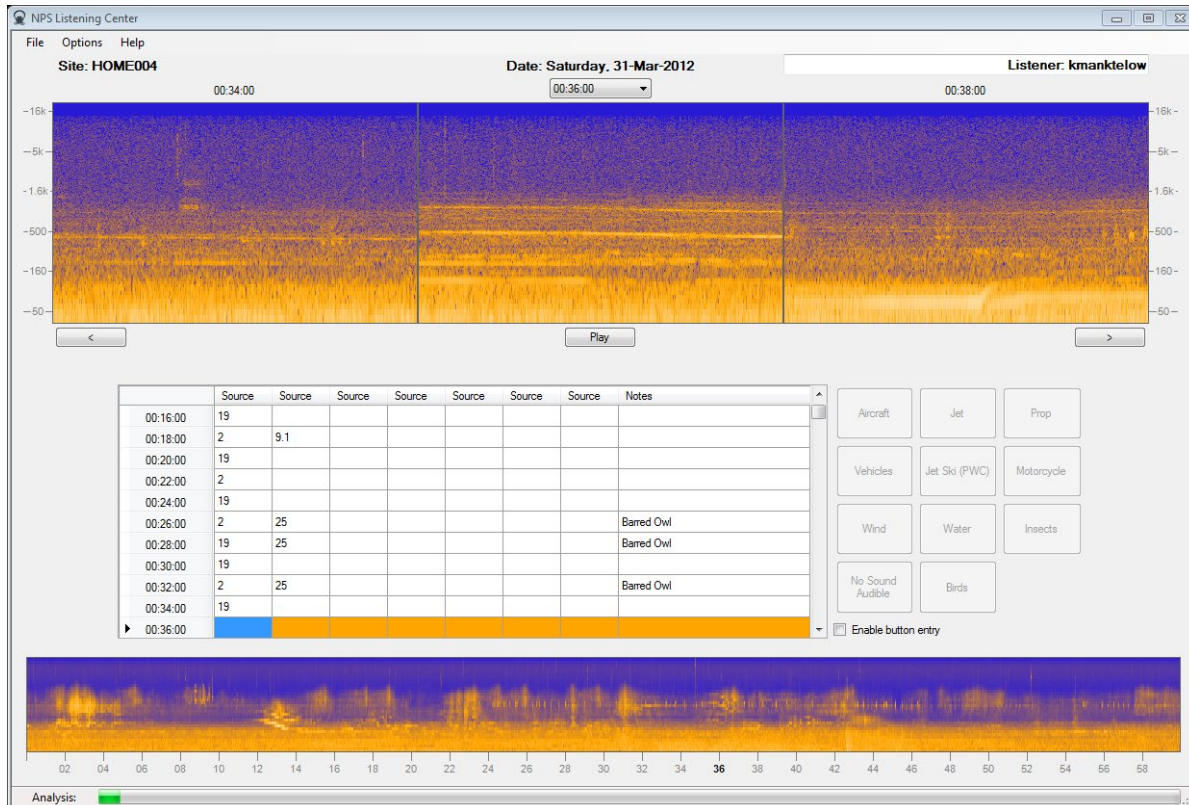 NPS Listening Center
File Options Help
Site: HOME004 Date: Saturday, 31-Mar-2012 Listener: kmanktelow
00:34:00 00:36:00 00:38:00
16k 16k
5k 5k
1.6k 1.6k
500 500
160 160
50 50
< Play >
Source Source Source Source Source Source Source Notes
00:16:00 19
00:18:00 2 9.1
00:20:00 19
00:22:00 2
00:24:00 19
00:26:00 2 25 Barred Owl
00:28:00 19 25 Barred Owl
00:30:00 19
00:32:00 2 25 Barred Owl
00:34:00 19
00:36:00
Aircraft Jet Prop
Vehicles Jet Ski (PWC) Motorcycle
Wind Water Insects
No Sound Audible Birds
Enable button entry
02 04 06 08 10 12 14 16 18 20 22 24 26 28 30 32 34 36 38 40 42 44 46 48 50 52 54 56 58
Analysis: